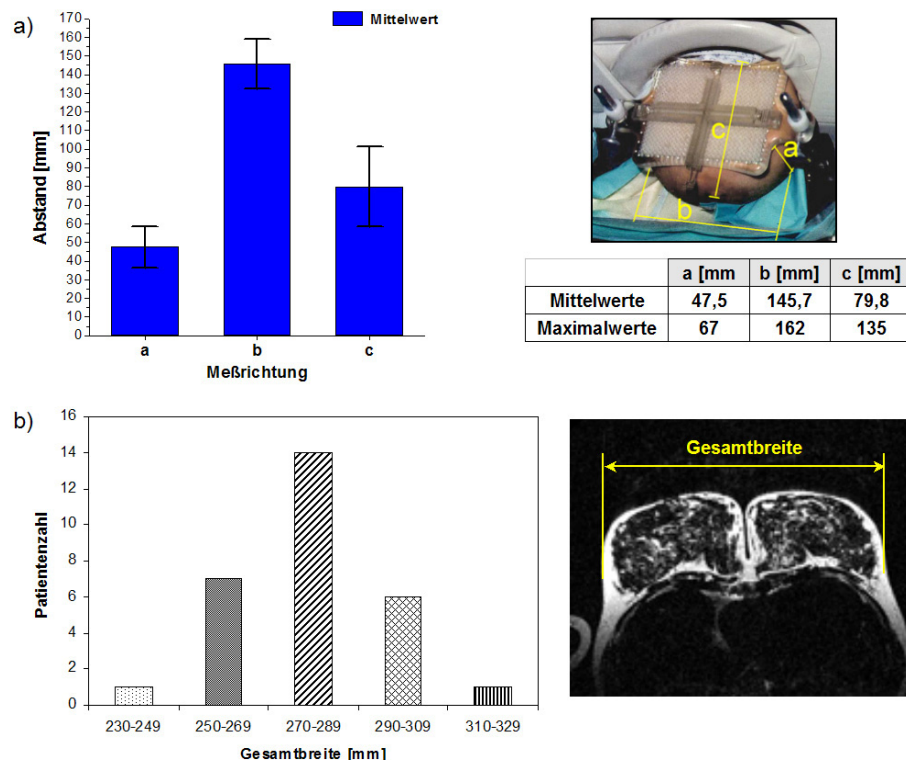 a)
Mittelwert
170
160
150
140
130
120
110
100
90
80
70
60
50
40
30
20
10
0
Abstand [mm]
a b c
Meßrichtung
c
a
b
a [mm b [mm] c [mm]
Mittelwerte 47,5 145,7 79,8
Maximalwerte 67 162 135
b)
16
14
12
10
8
6
4
2
0
Patientenzahl
230-249 250-269 270-289 290-309 310-329
Gesamtbreite [mm]
Gesamtbreite